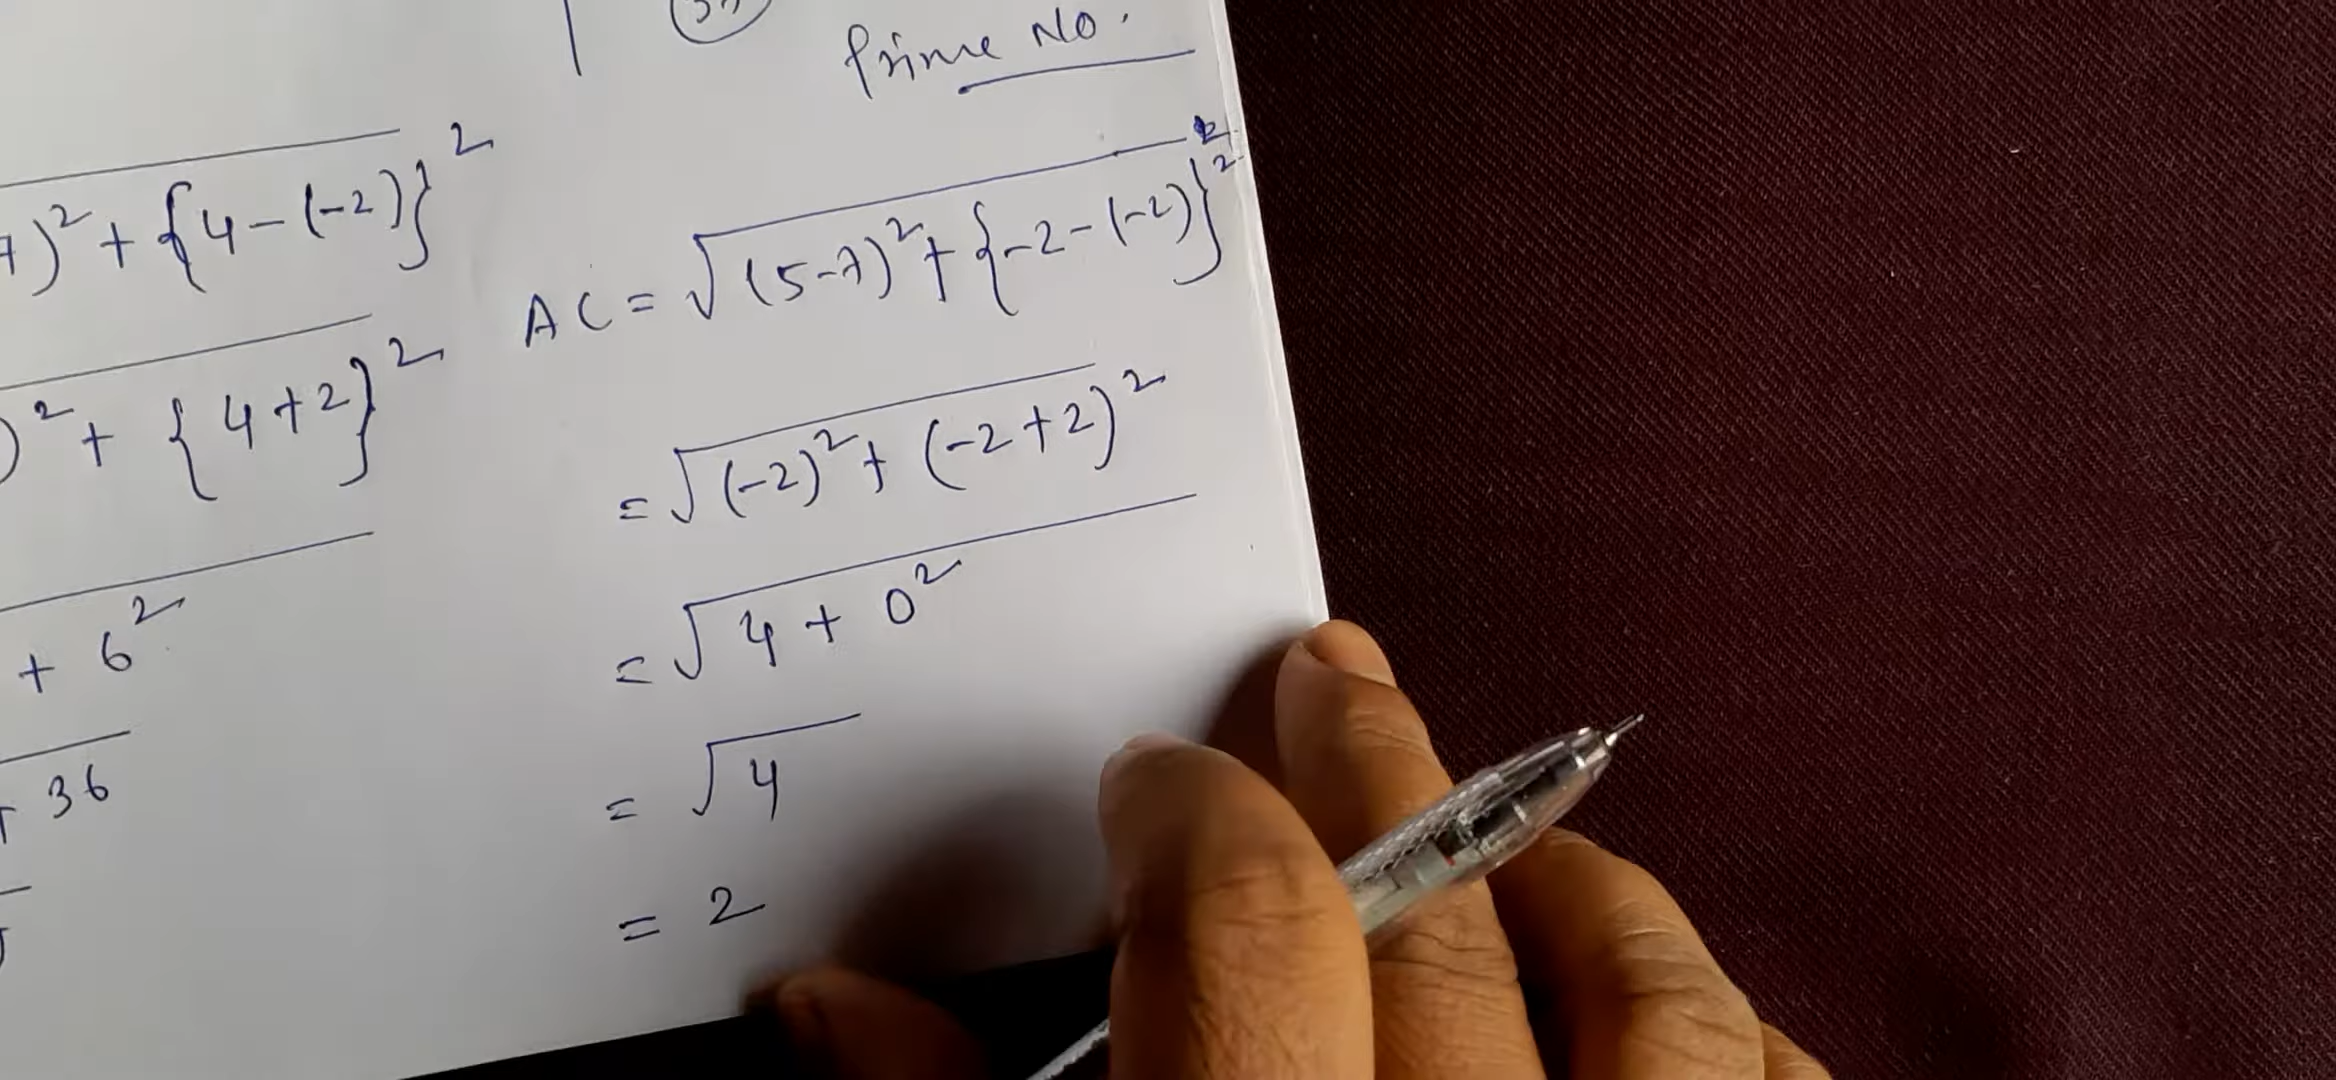 Prime No.
7)² + {4-(-2)}²
)² + {4+2}²
+ 6²
+ 36
AC = √(5-7)² + {-2-(-2)}²
= √(-2)² + (-2+2)²
= √4 + 0²
= √4
= 2